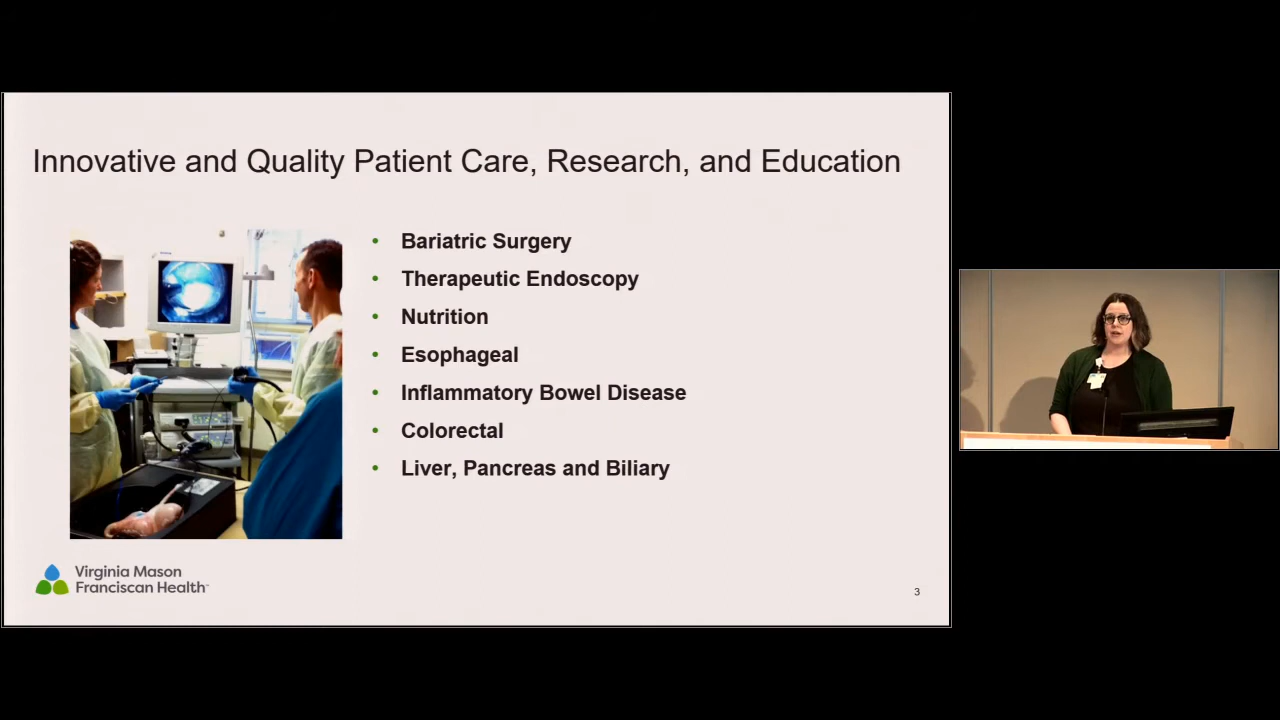 Innovative and Quality Patient Care, Research, and Education
• Bariatric Surgery
• Therapeutic Endoscopy
• Nutrition
• Esophageal
• Inflammatory Bowel Disease
• Colorectal
• Liver, Pancreas and Biliary
Virginia Mason
Franciscan Health™
3